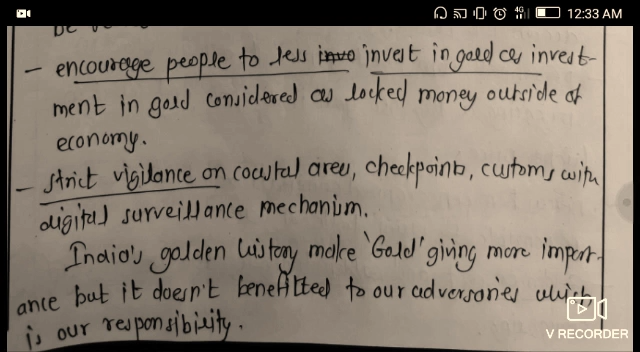 12:33 AM
4G
- encourage people to less invest in gold as invest-
ment in gold considered as locked money outside of
economy.
- strict vigilance on coastal area, checkpoints, customs with
digital surveillance mechanim.
India's golden history make 'Gold' giving more import-
ance but it doesn't benefitted to our adversaries which
is our responsibility.
V RECORDER